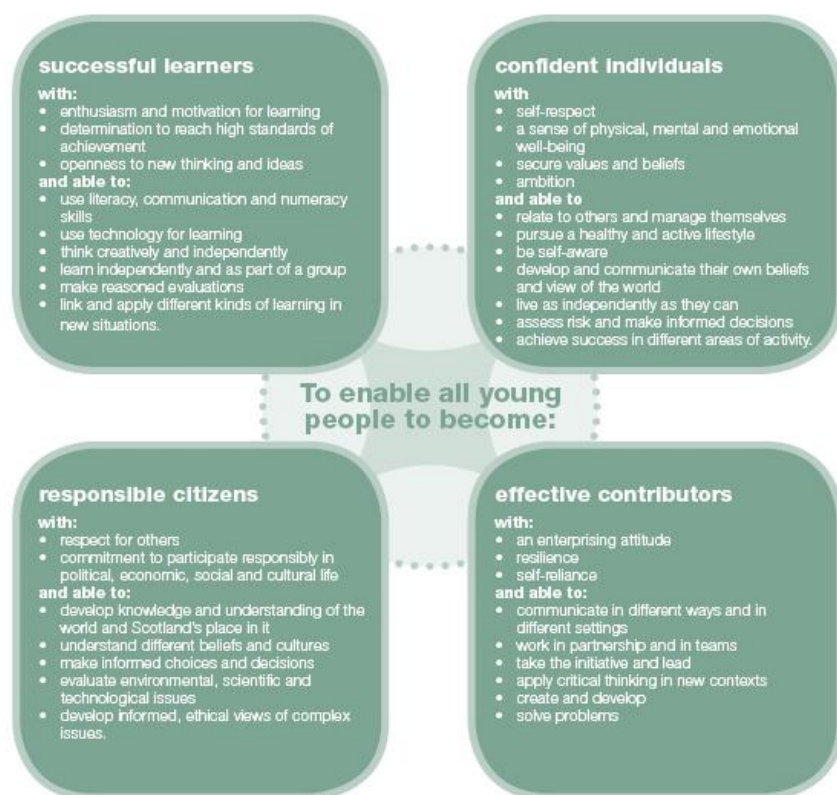 successful learners
with:
• enthusiasm and motivation for learning
• determination to reach high standards of
achievement
• openness to new thinking and ideas
and able to:
• use literacy, communication and numeracy
skills
• use technology for learning
• think creatively and independently
• learn independently and as part of a group
• make reasoned evaluations
• link and apply different kinds of learning in
new situations.
confident individuals
with
• self-respect
• a sense of physical, mental and emotional
well-being
• secure values and beliefs
• ambition
and able to
• relate to others and manage themselves
• pursue a healthy and active lifestyle
• be self-aware
• develop and communicate their own beliefs
and view of the world
• live as independently as they can
• assess risk and make informed decisions
• achieve success in different areas of activity.
To enable all young
people to become:
responsible citizens
with:
• respect for others
• commitment to participate responsibly in
political, economic, social and cultural life
and able to:
• develop knowledge and understanding of the
world and Scotland's place in it
• understand different beliefs and cultures
• make informed choices and decisions
• evaluate environmental, scientific and
technological issues
• develop informed, ethical views of complex
issues.
effective contributors
with:
• an enterprising attitude
• resilience
• self-reliance
and able to:
• communicate in different ways and in
different settings
• work in partnership and in teams
• take the initiative and lead
• apply critical thinking in new contexts
• create and develop
• solve problems